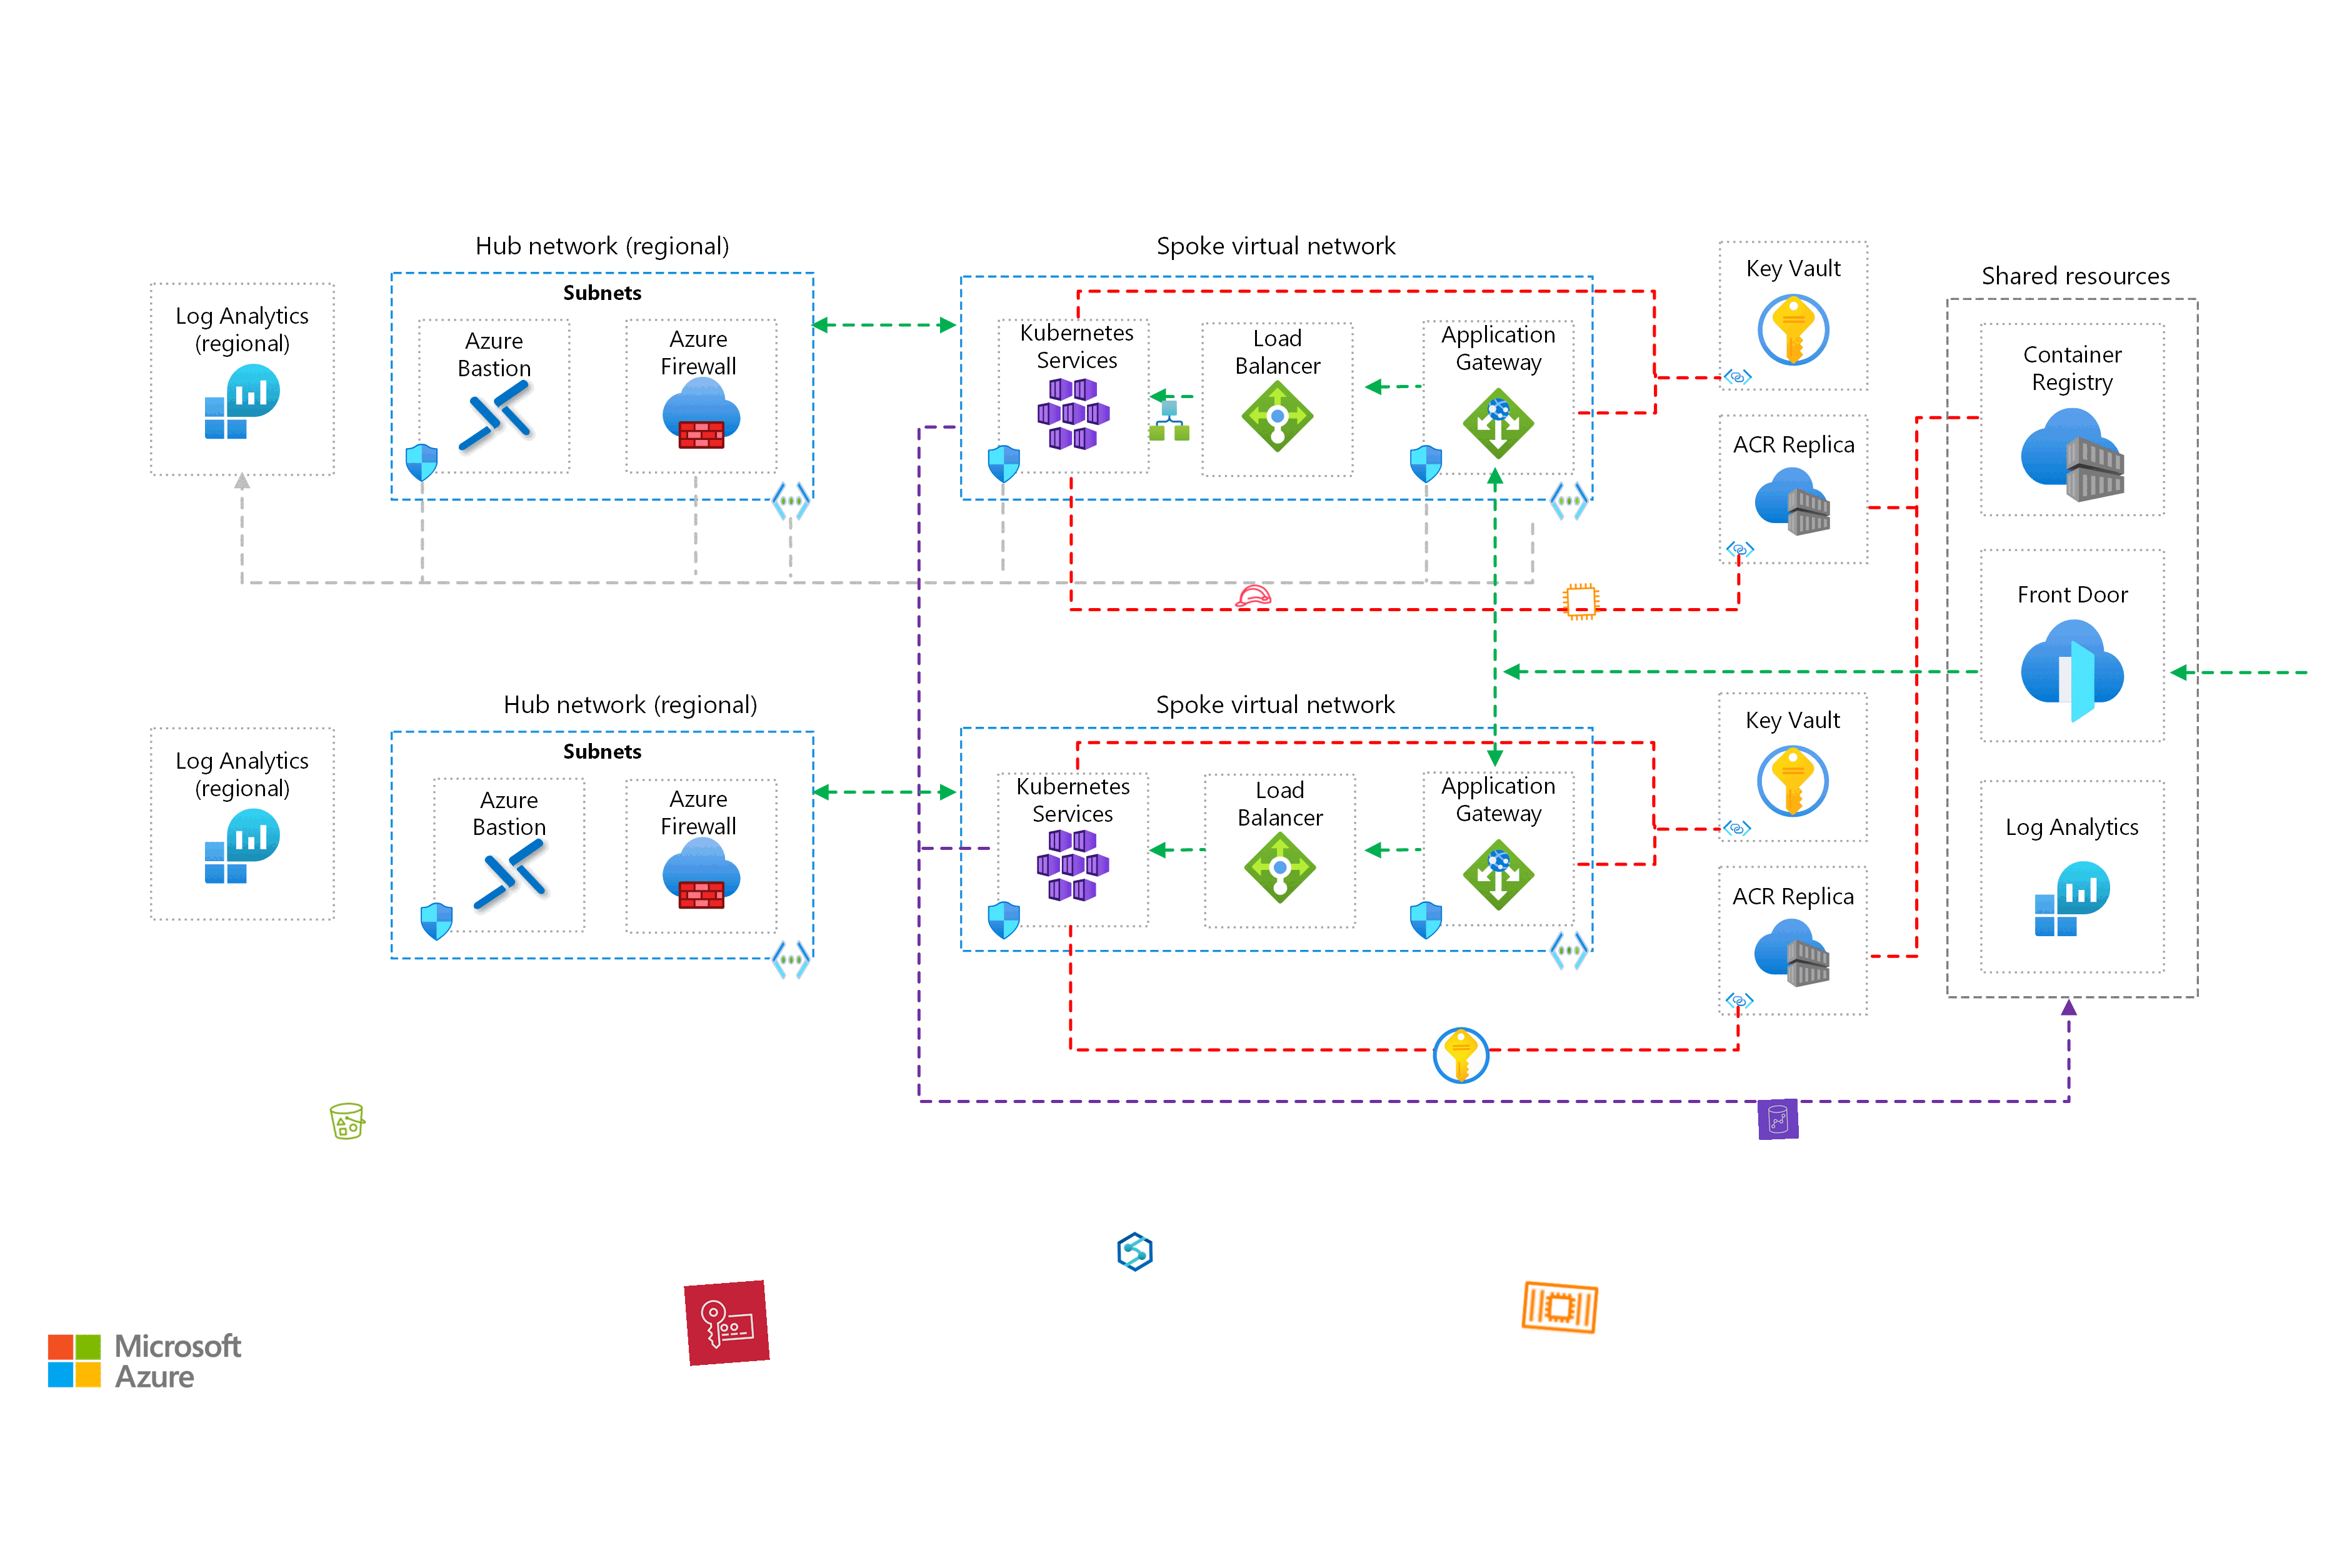 Hub network (regional)
Spoke virtual network
Shared resources
Log Analytics
(regional)
Subnets
Azure
Bastion
Azure
Firewall
Kubernetes
Services
Load
Balancer
Application
Gateway
Key Vault
ACR Replica
Container
Registry
Front Door
Log Analytics
Hub network (regional)
Spoke virtual network
Log Analytics
(regional)
Subnets
Azure
Bastion
Azure
Firewall
Kubernetes
Services
Load
Balancer
Application
Gateway
Key Vault
ACR Replica
Microsoft
Azure